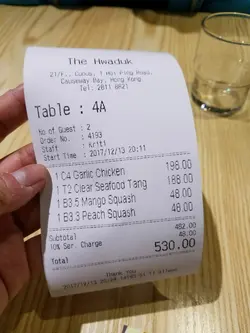 The Hwaduk
Causeway Bay, Hong Kong
Tel: 2811 0821
Table : 4A
No of Guest : 2
Order No. : 4193
Staff : Kriti
Start Time : 2017/12/13 20:11
1 C4 Garlic Chicken 198.00
1 T2 Clear Seafood Tang 188.00
1 B3.5 Mango Squash 48.00
1 B3.3 Peach Squash 48.00
Subtotal 482.00
10% Ser. Charge 48.00
Total 530.00
Thank You